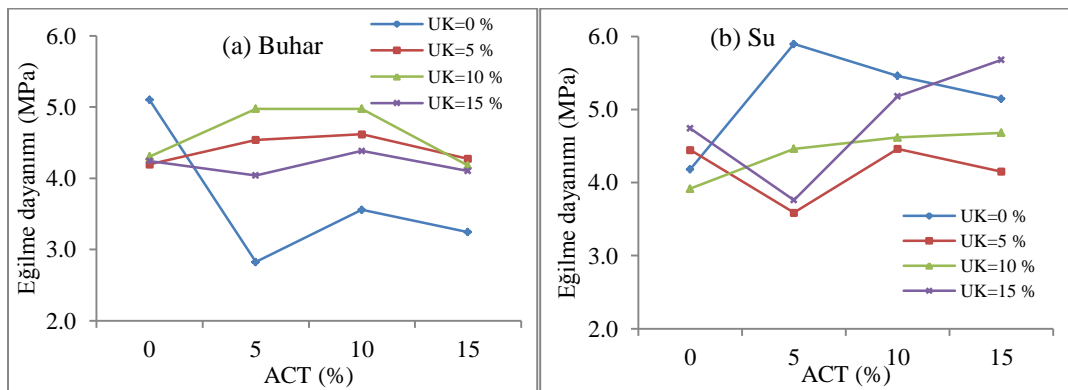 (a) Buhar
Eğilme dayanımı (MPa)
6.0
5.0
4.0
3.0
2.0
0
5
10
15
ACT (%)
UK=0 %
UK=5 %
UK=10 %
UK=15 %
(b) Su
Eğilme dayanımı (MPa)
6.0
5.0
4.0
3.0
2.0
0
5
10
15
ACT (%)
UK=0 %
UK=5 %
UK=10 %
UK=15 %